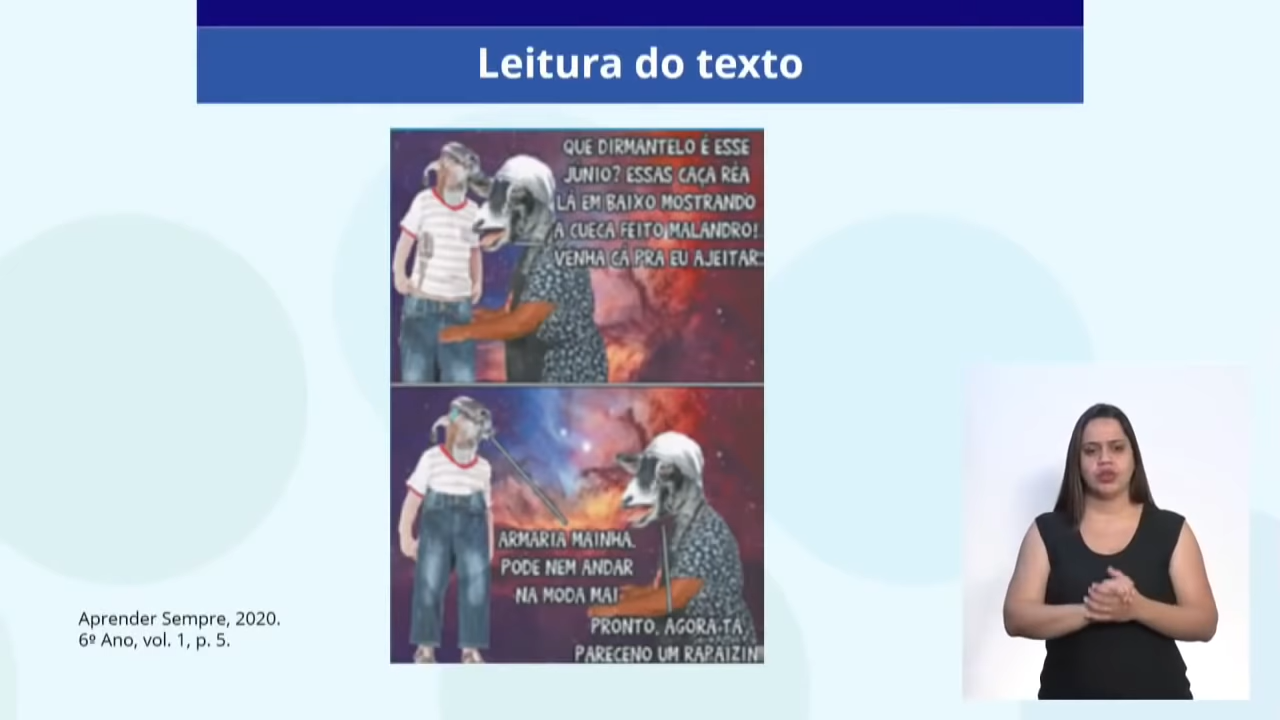 Leitura do texto
QUE DIRMANTELO É ESSE
JÚNIO? ESSAS CAÇA RÉA
LÁ EM BAIXO MOSTRANDO
A CUECA FEITO MALANDRO!
VENHA CÁ PRA EU AJEITAR...
ARMARIA MAINHA,
PODE NEM ANDAR
NA MODA MAI
PRONTO, AGORA TÁ
PARECENO UM RAPAIZIN
Aprender Sempre, 2020.
6º Ano, vol. 1, p. 5.